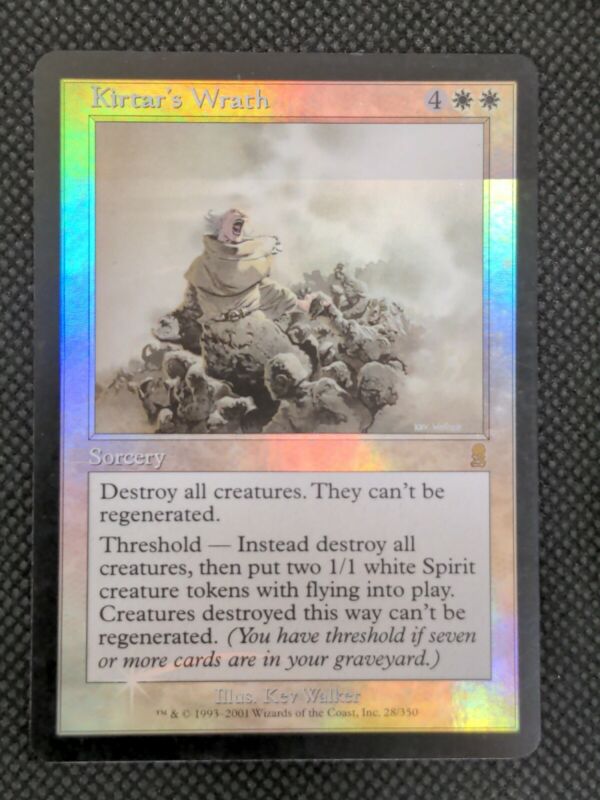 Kirtar's Wrath 4
Kev Walker
Sorcery
Destroy all creatures. They can't be
regenerated.
Threshold — Instead destroy all
creatures, then put two 1/1 white Spirit
creature tokens with flying into play.
Creatures destroyed this way can't be
regenerated. (You have threshold if seven
or more cards are in your graveyard.)
Illus. Kev Walker
™ & © 1993-2001 Wizards of the Coast, Inc. 28/350